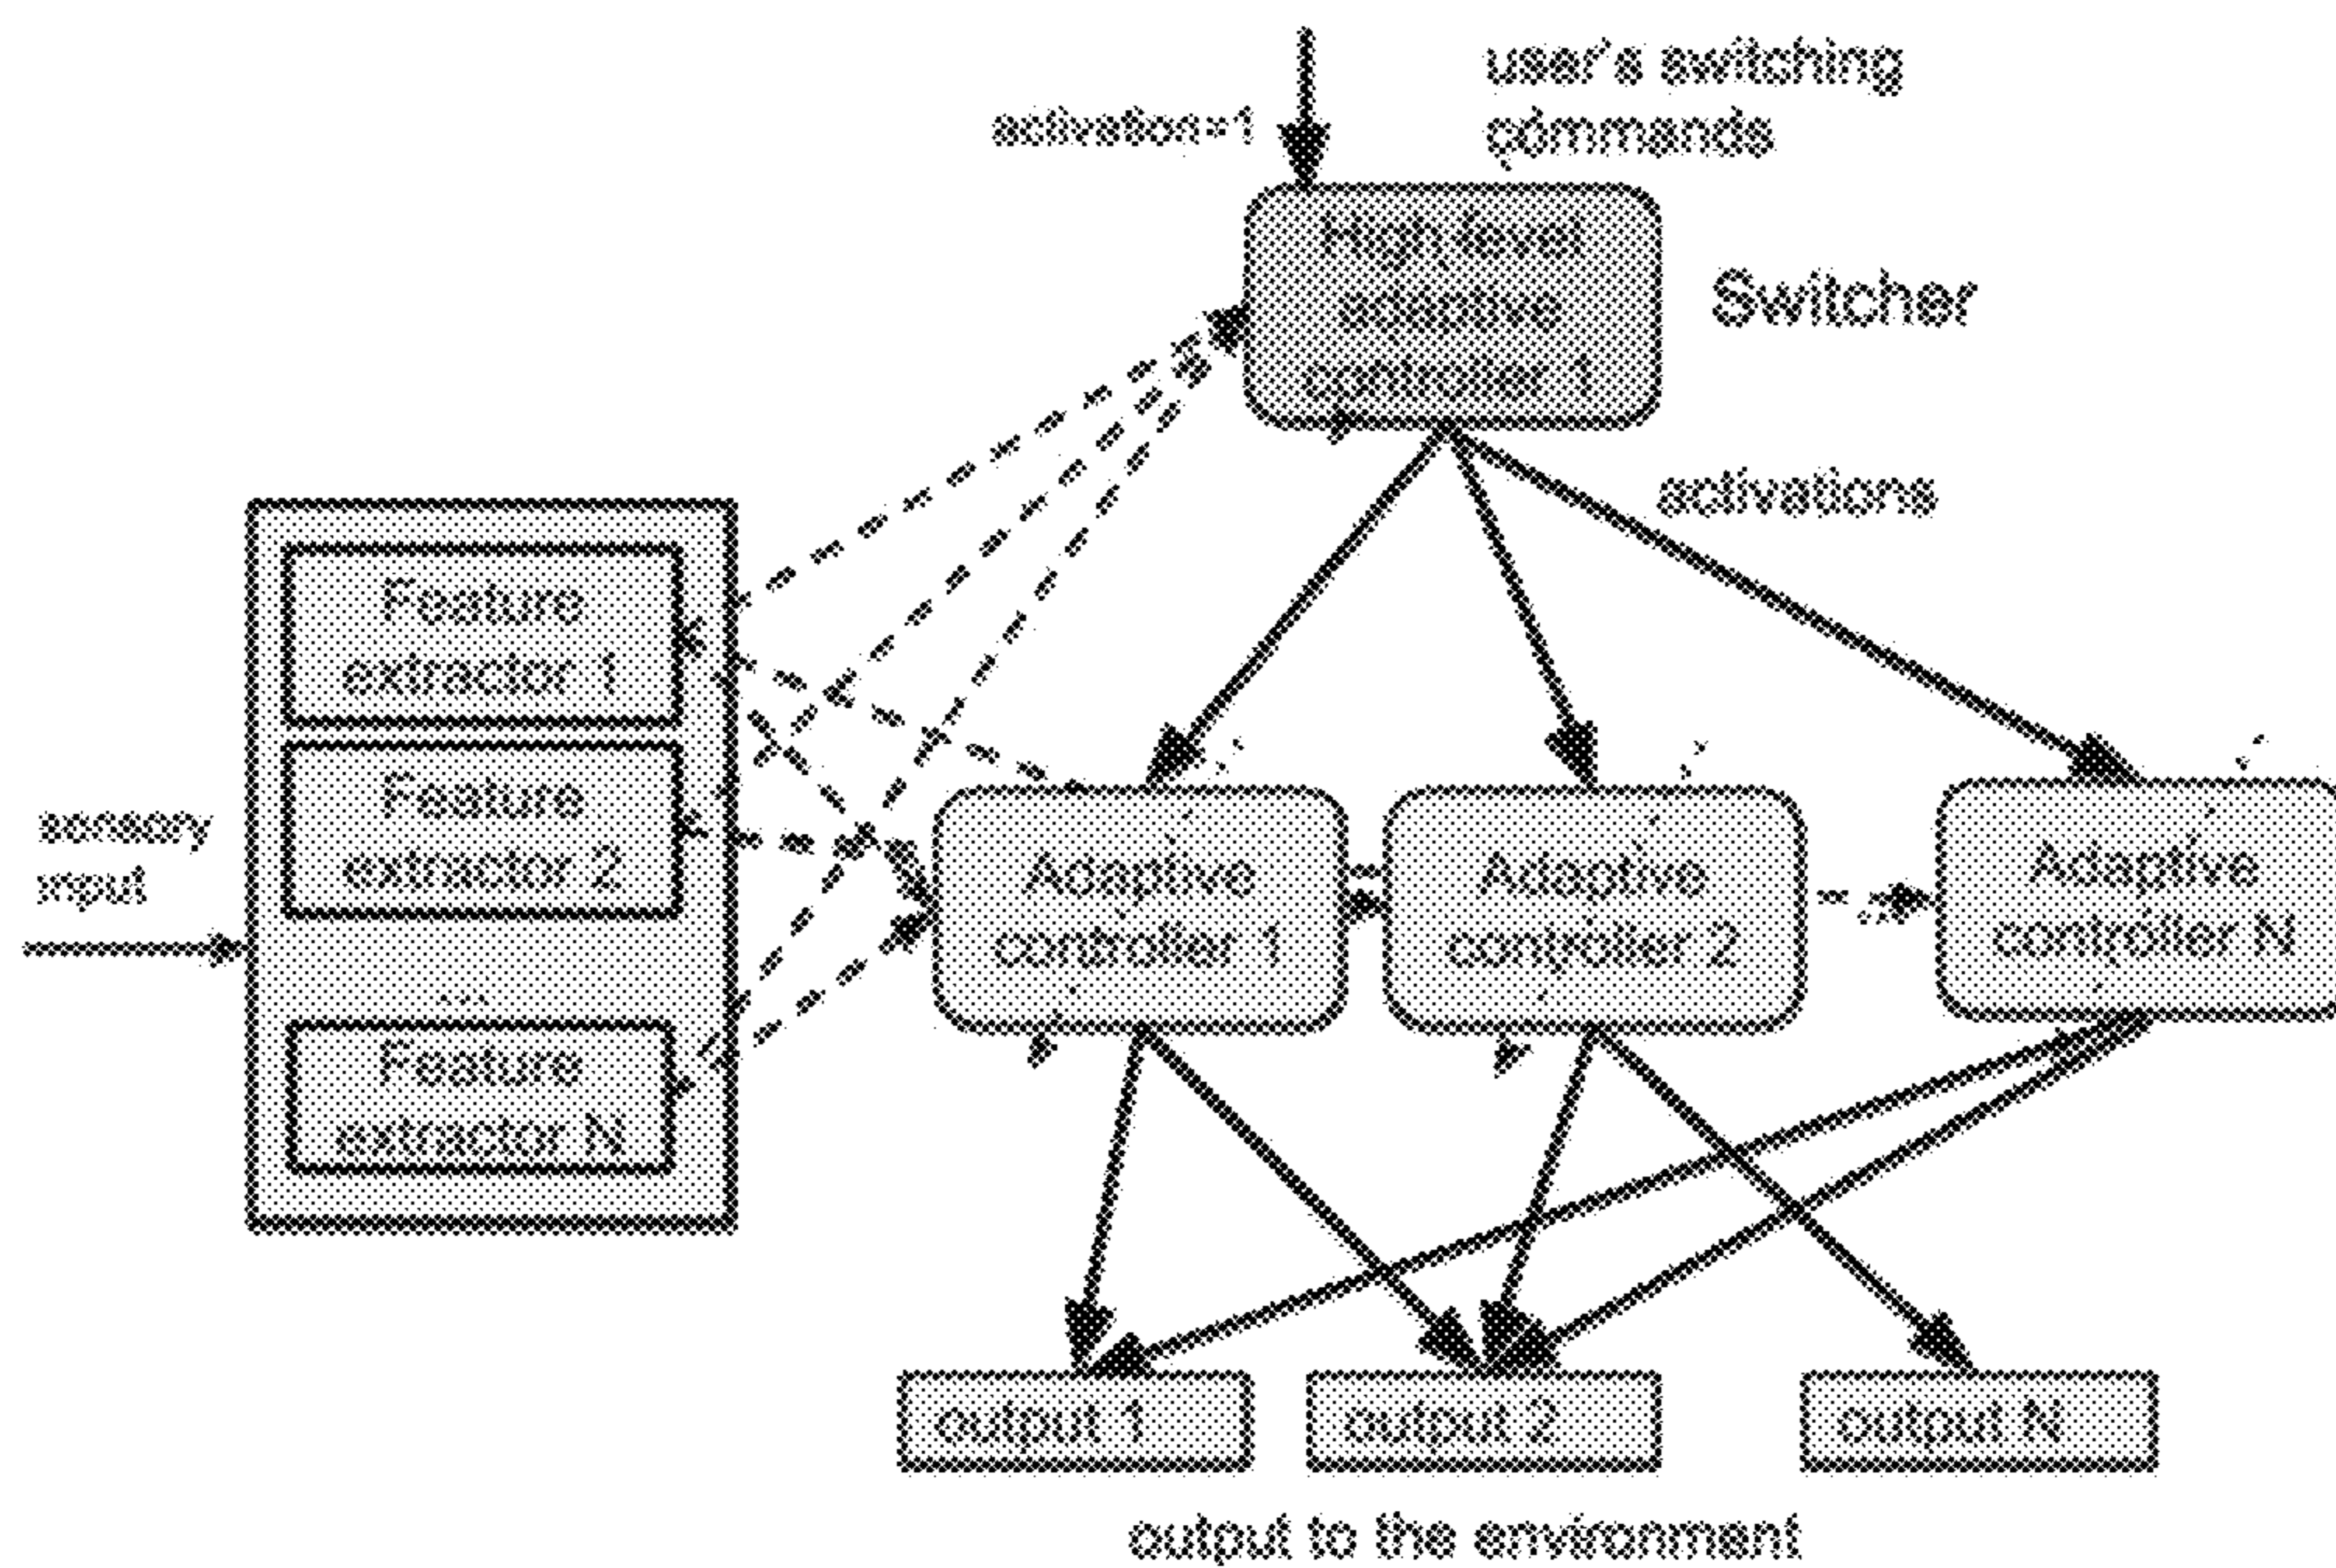 user's switching
commands
activation=1
High level
adaptive
controller 1
Switcher
activations
Feature
extractor 1
Feature
extractor 2
...
Feature
extractor N
sensory
input
Adaptive
controller 1
Adaptive
controller 2
Adaptive
controller N
output 1
output 2
output N
output to the environment